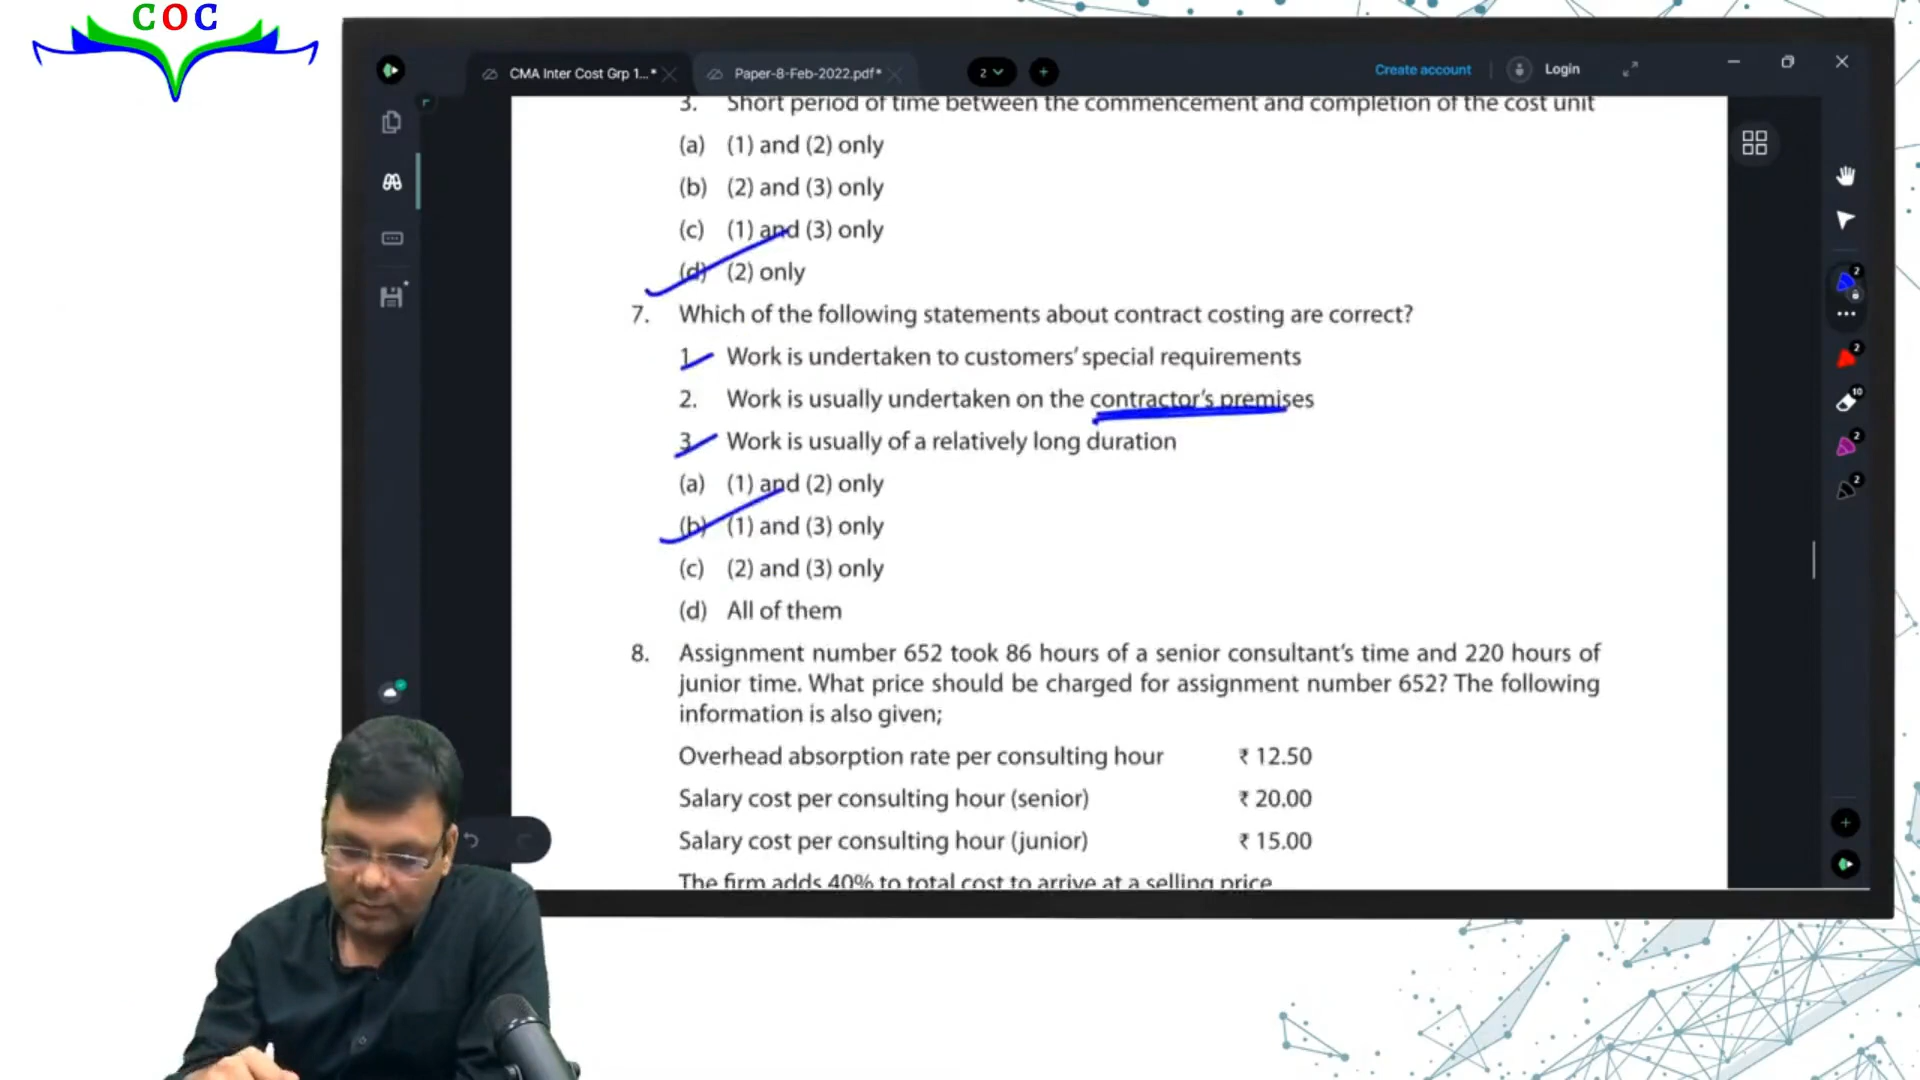 COC
CMA Inter Cost Grp 1...*
Paper-8-Feb-2022.pdf*
2
Create account
Login
3. Short period of time between the commencement and completion of the cost unit
(a) (1) and (2) only
(b) (2) and (3) only
(c) (1) and (3) only
(d) (2) only
7. Which of the following statements about contract costing are correct?
1. Work is undertaken to customers' special requirements
2. Work is usually undertaken on the contractor's premises
3. Work is usually of a relatively long duration
(a) (1) and (2) only
(b) (1) and (3) only
(c) (2) and (3) only
(d) All of them
8. Assignment number 652 took 86 hours of a senior consultant's time and 220 hours of
junior time. What price should be charged for assignment number 652? The following
information is also given;
Overhead absorption rate per consulting hour ₹ 12.50
Salary cost per consulting hour (senior) ₹ 20.00
Salary cost per consulting hour (junior) ₹ 15.00
The firm adds 40% to total cost to arrive at a selling price
2
2
10
2
2